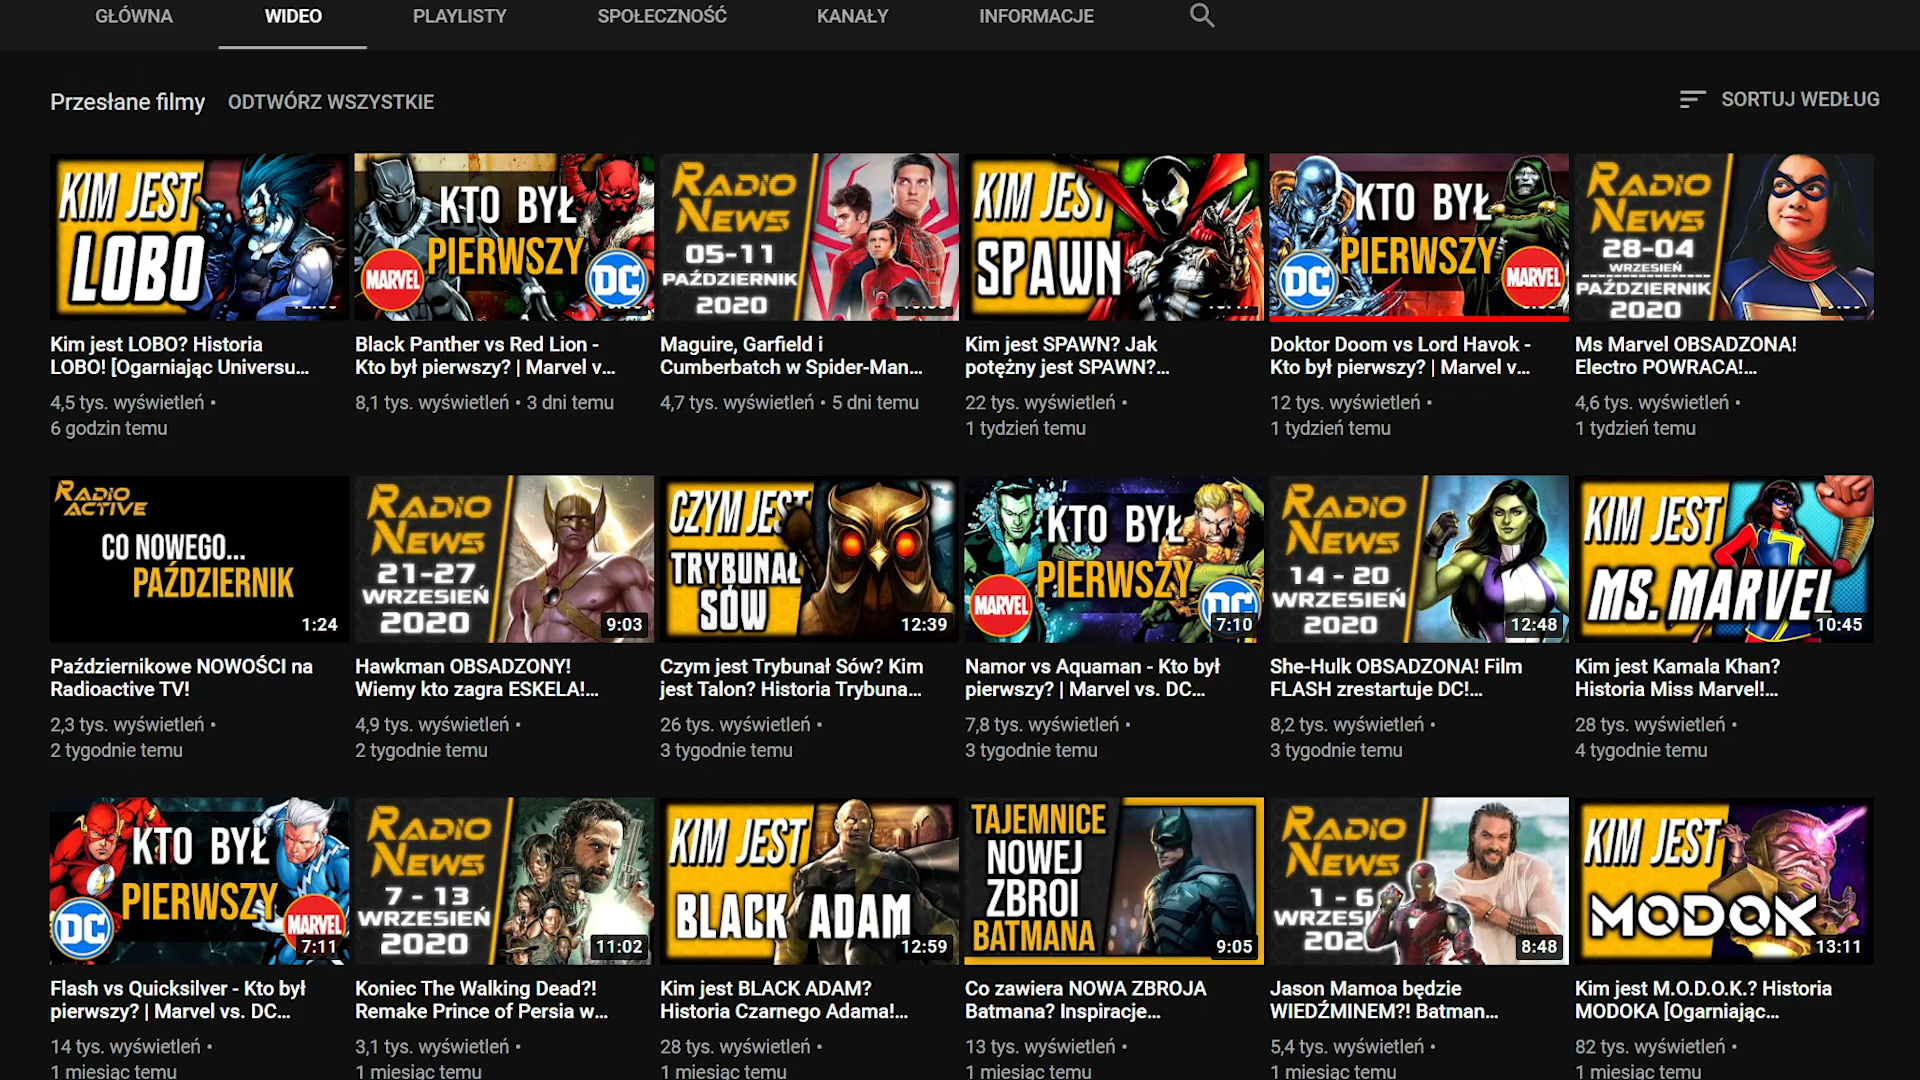 GŁÓWNA WIDEO PLAYLISTY SPOŁECZNOŚĆ KANAŁY INFORMACJE
Przesłane filmy ODTWÓRZ WSZYSTKIE SORTUJ WEDŁUG
KIM JEST
LOBO
Kim jest LOBO? Historia
LOBO! [Ogarniając Universu...
4,5 tys. wyświetleń •
6 godzin temu
KTO BYŁ
PIERWSZY
MARVEL
DC
Black Panther vs Red Lion -
Kto był pierwszy? | Marvel v...
8,1 tys. wyświetleń • 3 dni temu
RADIO
NEWS
05-11
PAŹDZIERNIK
2020
Maguire, Garfield i
Cumberbatch w Spider-Man...
4,7 tys. wyświetleń • 5 dni temu
KIM JEST
SPAWN
Kim jest SPAWN? Jak
potężny jest SPAWN?...
22 tys. wyświetleń •
1 tydzień temu
KTO BYŁ
PIERWSZY
DC
MARVEL
Doktor Doom vs Lord Havok -
Kto był pierwszy? | Marvel v...
12 tys. wyświetleń •
1 tydzień temu
RADIO
NEWS
28-04
WRZESIEŃ
PAŹDZIERNIK
2020
Ms Marvel OBSADZONA!
Electro POWRACA!...
4,6 tys. wyświetleń •
1 tydzień temu
RADIO
ACTIVE
CO NOWEGO...
PAŹDZIERNIK
1:24
Październikowe NOWOŚCI na
Radioactive TV!
2,3 tys. wyświetleń •
2 tygodnie temu
RADIO
NEWS
21-27
WRZESIEŃ
2020
9:03
Hawkman OBSADZONY!
Wiemy kto zagra ESKELA!...
4,9 tys. wyświetleń •
2 tygodnie temu
CZYM JEST
TRYBUNAŁ
SÓW
12:39
Czym jest Trybunał Sów? Kim
jest Talon? Historia Trybuna...
26 tys. wyświetleń •
3 tygodnie temu
KTO BYŁ
PIERWSZY
MARVEL
DC
7:10
Namor vs Aquaman - Kto był
pierwszy? | Marvel vs. DC...
7,8 tys. wyświetleń •
3 tygodnie temu
RADIO
NEWS
14 - 20
WRZESIEŃ
2020
12:48
She-Hulk OBSADZONA! Film
FLASH zrestartuje DC!...
8,2 tys. wyświetleń •
3 tygodnie temu
KIM JEST
MS. MARVEL
10:45
Kim jest Kamala Khan?
Historia Miss Marvel!...
28 tys. wyświetleń •
4 tygodnie temu
KTO BYŁ
PIERWSZY
DC
MARVEL
7:11
Flash vs Quicksilver - Kto był
pierwszy? | Marvel vs. DC...
14 tys. wyświetleń •
1 miesiąc temu
RADIO
NEWS
7 - 13
WRZESIEŃ
2020
11:02
Koniec The Walking Dead?!
Remake Prince of Persia w...
3,1 tys. wyświetleń •
1 miesiąc temu
KIM JEST
BLACK ADAM
12:59
Kim jest BLACK ADAM?
Historia Czarnego Adama!...
28 tys. wyświetleń •
1 miesiąc temu
TAJEMNICE
NOWEJ
ZBROI
BATMANA
9:05
Co zawiera NOWA ZBROJA
Batmana? Inspiracje...
13 tys. wyświetleń •
1 miesiąc temu
RADIO
NEWS
1 - 6
WRZESI
202
8:48
Jason Mamoa będzie
WIEDŹMINEM?! Batman...
5,4 tys. wyświetleń •
1 miesiąc temu
KIM JEST
MODOK
13:11
Kim jest M.O.D.O.K.? Historia
MODOKA [Ogarniając...
82 tys. wyświetleń •
1 miesiąc temu